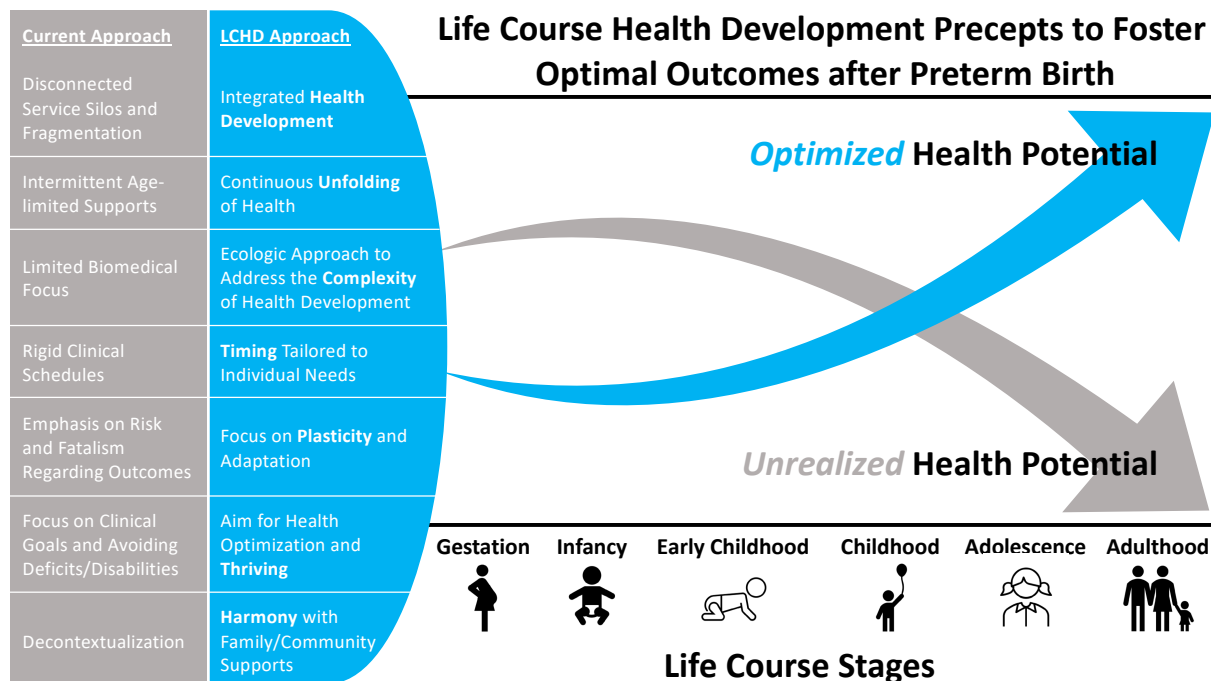 Life Course Health Development Precepts to Foster
Optimal Outcomes after Preterm Birth
Current Approach
LCHD Approach
Disconnected
Service Silos and
Fragmentation
Integrated Health
Development
Intermittent Age-
limited Supports
Continuous Unfolding
of Health
Limited Biomedical
Focus
Ecologic Approach to
Address the Complexity
of Health Development
Rigid Clinical
Schedules
Timing Tailored to
Individual Needs
Emphasis on Risk
and Fatalism
Regarding Outcomes
Focus on Plasticity and
Adaptation
Focus on Clinical
Goals and Avoiding
Deficits/Disabilities
Aim for Health
Optimization and
Thriving
Decontextualization
Harmony with
Family/Community
Supports
Optimized Health Potential
Unrealized Health Potential
Gestation
Infancy
Early Childhood
Childhood
Adolescence
Adulthood
Life Course Stages